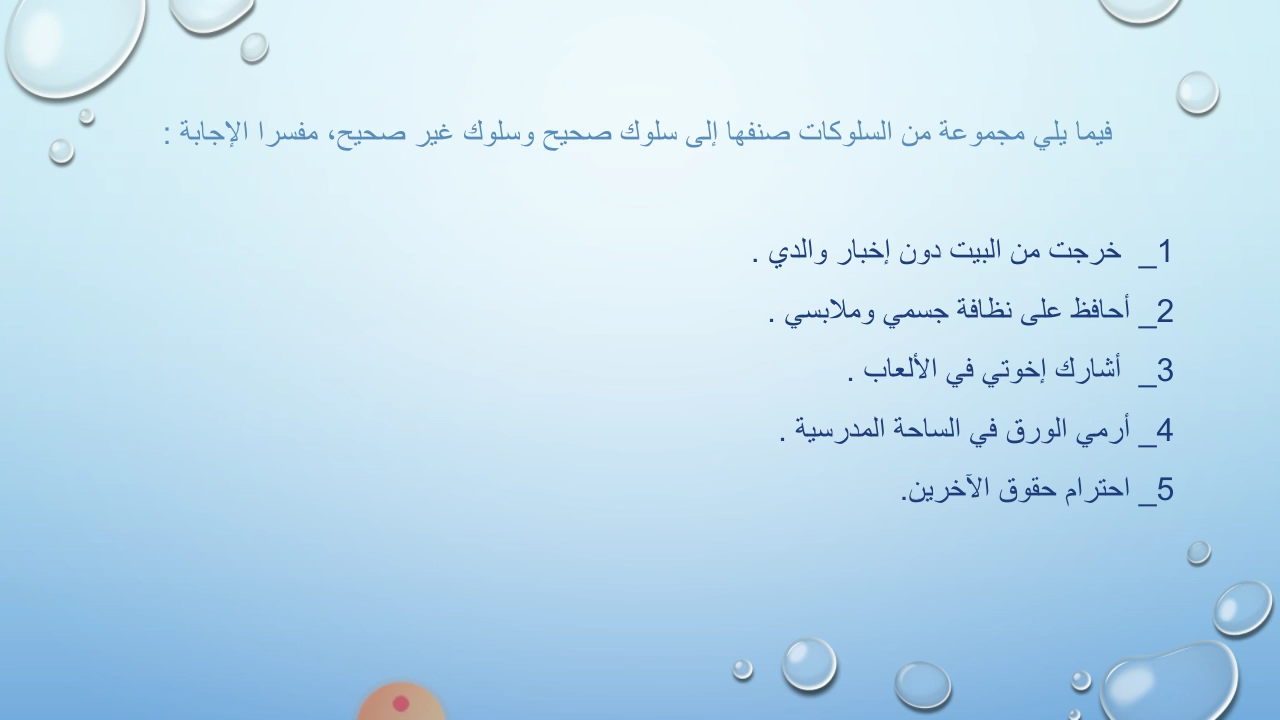 فيما يلي مجموعة من السلوكات صنفها إلى سلوك صحيح وسلوك غير صحيح، مفسرا الإجابة :
1_ خرجت من البيت دون إخبار والدي .
2_ أحافظ على نظافة جسمي وملابسي .
3_ أشارك إخوتي في الألعاب .
4_ أرمي الورق في الساحة المدرسية .
5_ احترام حقوق الآخرين.